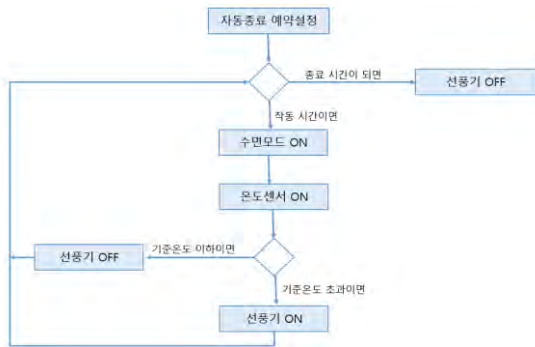 자동종료 예약설정
종료 시간이 되면
선풍기 OFF
작동 시간이면
수면모드 ON
온도센서 ON
기준온도 이하이면
선풍기 OFF
기준온도 초과이면
선풍기 ON